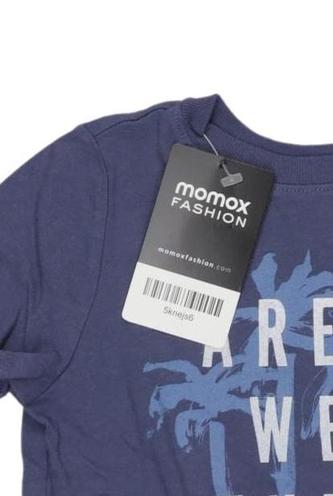 momox
FASHION
momoxfashion.com
5knejs6
ARE
WE